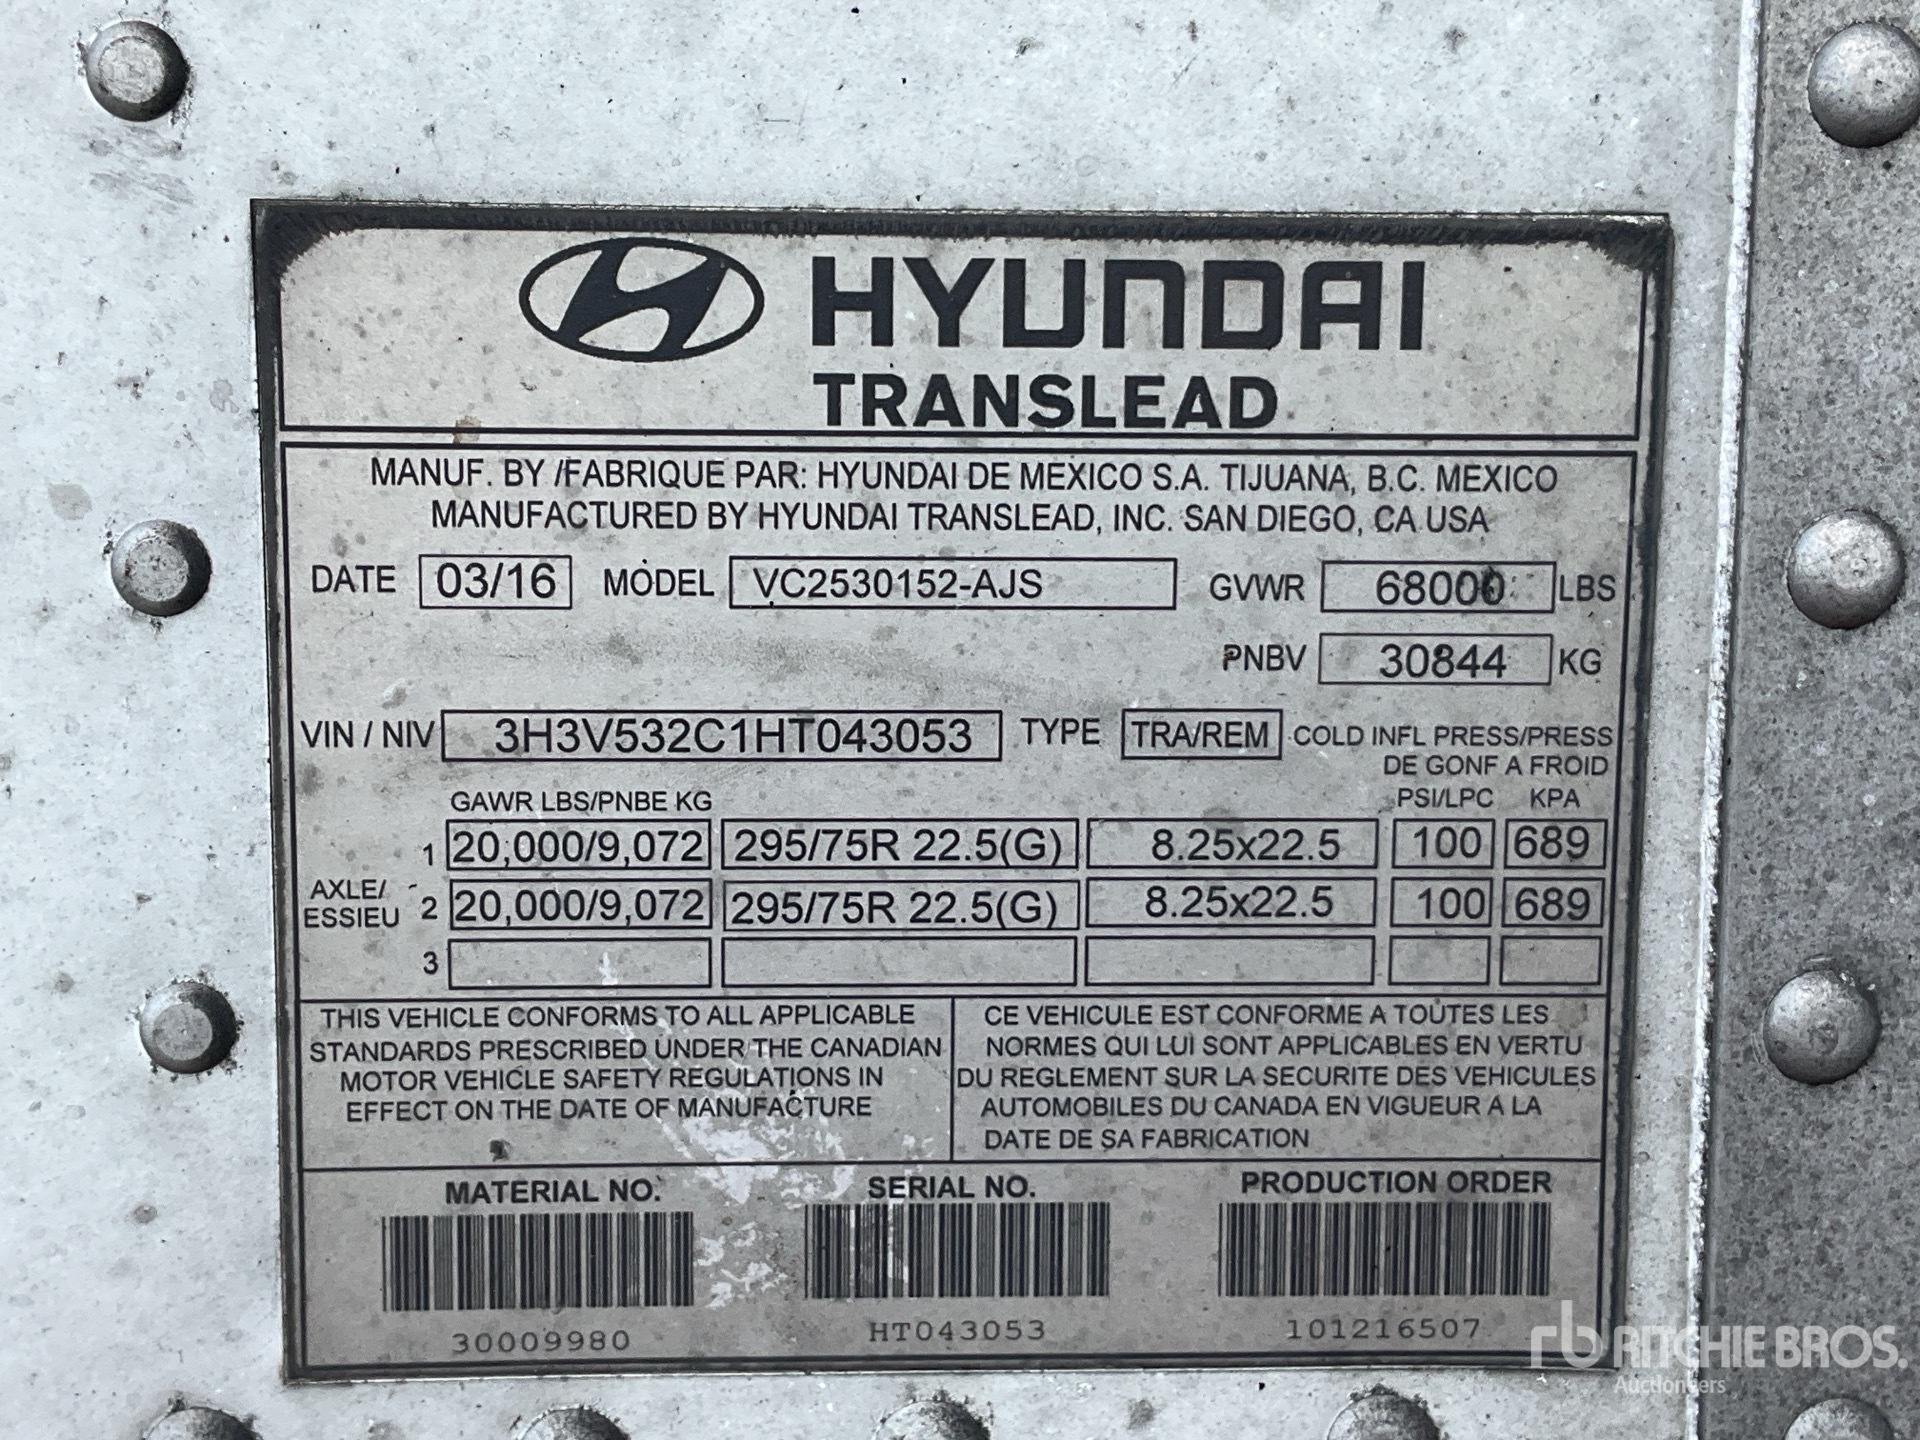 HYUNDAI
TRANSLEAD
MANUF. BY /FABRIQUE PAR: HYUNDAI DE MEXICO S.A. TIJUANA, B.C. MEXICO
MANUFACTURED BY HYUNDAI TRANSLEAD, INC. SAN DIEGO, CA USA
DATE 03/16 MODEL VC2530152-AJS GVWR 68000 LBS
PNBV 30844 KG
VIN / NIV 3H3V532C1HT043053 TYPE TRA/REM COLD INFL PRESS/PRESS
DE GONF A FROID
GAWR LBS/PNBE KG PSI/LPC KPA
1 20,000/9,072 295/75R 22.5(G) 8.25x22.5 100 689
AXLE/
ESSIEU 2 20,000/9,072 295/75R 22.5(G) 8.25x22.5 100 689
3
THIS VEHICLE CONFORMS TO ALL APPLICABLE
STANDARDS PRESCRIBED UNDER THE CANADIAN
MOTOR VEHICLE SAFETY REGULATIONS IN
EFFECT ON THE DATE OF MANUFACTURE
CE VEHICULE EST CONFORME A TOUTES LES
NORMES QUI LUI SONT APPLICABLES EN VERTU
DU REGLEMENT SUR LA SECURITE DES VEHICULES
AUTOMOBILES DU CANADA EN VIGUEUR A LA
DATE DE SA FABRICATION
MATERIAL NO. SERIAL NO. PRODUCTION ORDER
30009980 HT043053 101216507
rb RITCHIE BROS.
Auctioneers